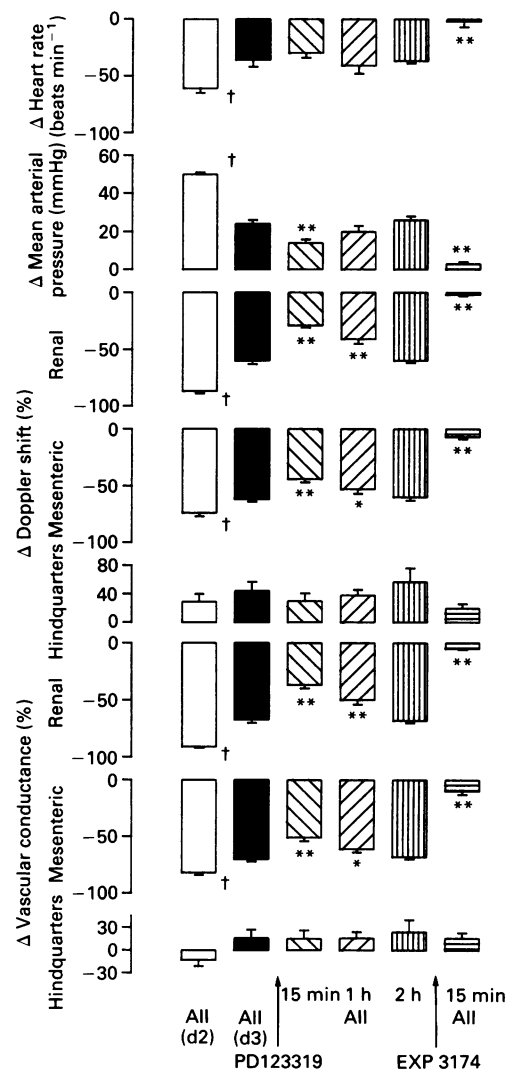 Δ Heart rate
(beats min⁻¹)
0
−50
−100
**
†
Δ Mean arterial
pressure (mmHg)
60
40
20
0
†
**
**
Δ Doppler shift (%)
Renal
0
−50
−100
†
**
**
**
Mesenteric
0
−50
−100
†
**
*
**
Hindquarters
80
40
0
Δ Vascular conductance (%)
Renal
0
−50
−100
†
**
**
**
Mesenteric
0
−50
−100
†
**
*
**
Hindquarters
30
0
−30
15 min 1 h 2 h 15 min
AII AII AII AII
(d2) (d3)
PD123319 EXP 3174